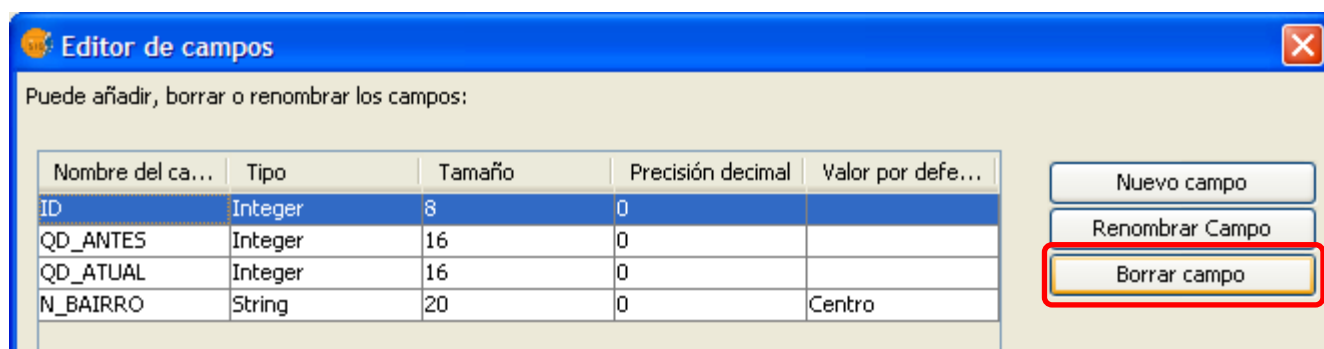 Editor de campos
Puede añadir, borrar o renombrar los campos:
Nombre del ca... Tipo Tamaño Precisión decimal Valor por defe...
ID Integer 8 0
QD_ANTES Integer 16 0
QD_ATUAL Integer 16 0
N_BAIRRO String 20 0 Centro
Nuevo campo
Renombrar Campo
Borrar campo